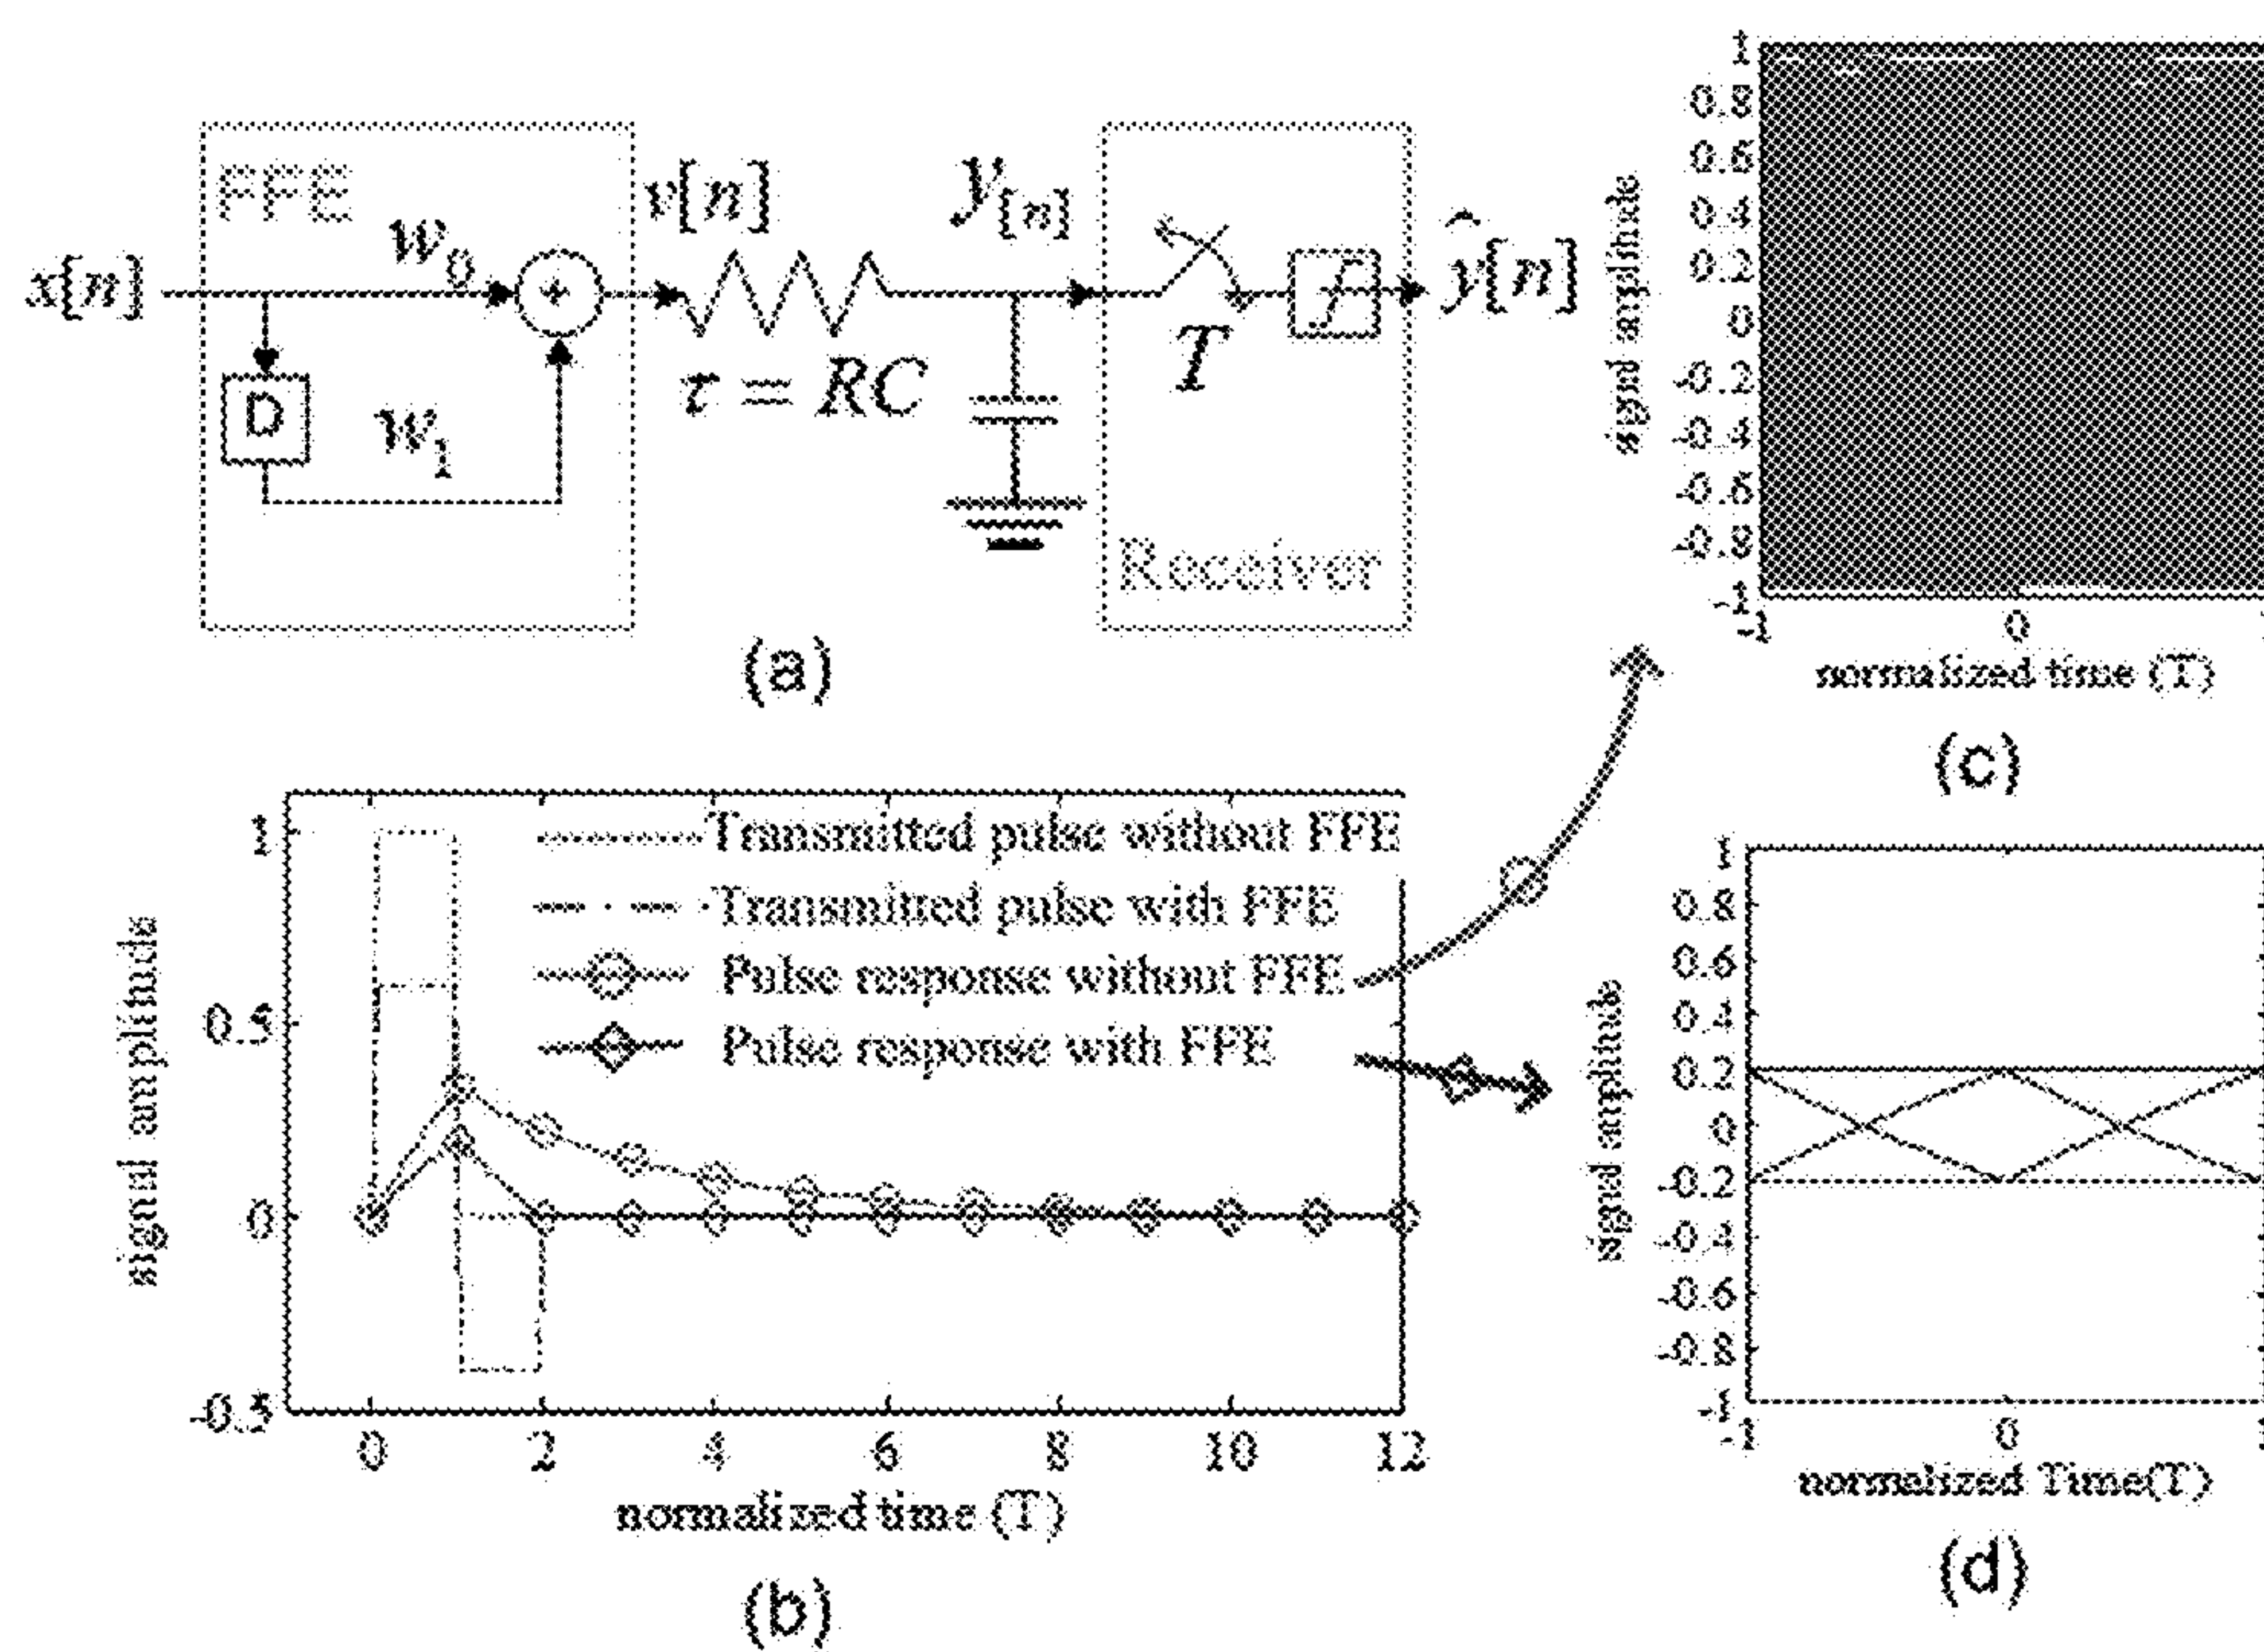 FFE
x[n]
w0
D
w1
+
v[n]
τ = RC
y[n]
T
Receiver
ŷ[n]
(a)
signal amplitude
1
0.8
0.6
0.4
0.2
0
-0.2
-0.4
-0.6
-0.8
-1
-1 0 1
normalized time (T)
(c)
signal amplitude
1
0.5
0
-0.5
0 2 4 6 8 10 12
Transmitted pulse without FFE
Transmitted pulse with FFE
Pulse response without FFE
Pulse response with FFE
normalized time (T)
(b)
signal amplitude
1
0.8
0.6
0.4
0.2
0
-0.2
-0.4
-0.6
-0.8
-1
-1 0 1
normalized Time(T)
(d)